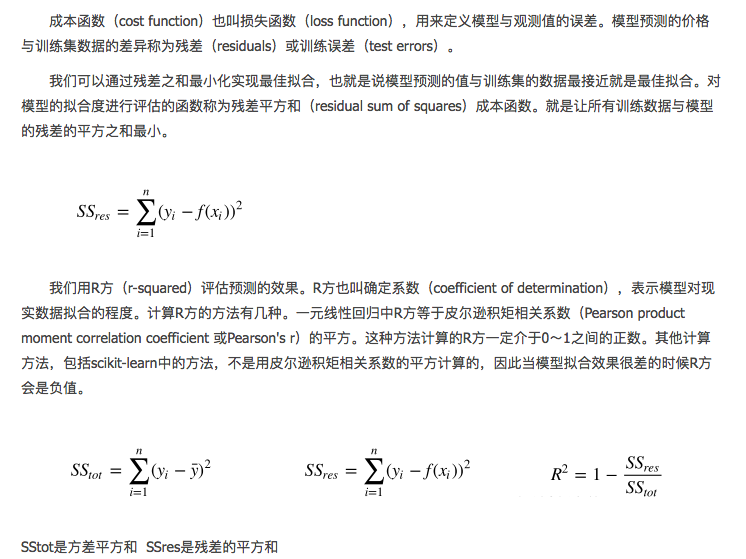 成本函数（cost function）也叫损失函数（loss function），用来定义模型与观测值的误差。模型预测的价格
与训练集数据的差异称为残差（residuals）或训练误差（test errors）。
我们可以通过残差之和最小化实现最佳拟合，也就是说模型预测的值与训练集的数据最接近就是最佳拟合。对
模型的拟合度进行评估的函数称为残差平方和（residual sum of squares）成本函数。就是让所有训练数据与模型
的残差的平方之和最小。
SS_res = ∑_{i=1}^{n} (y_i − f(x_i))²
我们用R方（r-squared）评估预测的效果。R方也叫确定系数（coefficient of determination），表示模型对现
实数据拟合的程度。计算R方的方法有几种。一元线性回归中R方等于皮尔逊积矩相关系数（Pearson product
moment correlation coefficient 或Pearson's r）的平方。这种方法计算的R方一定介于0～1之间的正数。其他计算
方法，包括scikit-learn中的方法，不是用皮尔逊积矩相关系数的平方计算的，因此当模型拟合效果很差的时候R方
会是负值。
SS_tot = ∑_{i=1}^{n} (y_i − ȳ)² SS_res = ∑_{i=1}^{n} (y_i − f(x_i))² R² = 1 − SS_res / SS_tot
SStot是方差平方和 SSres是残差的平方和